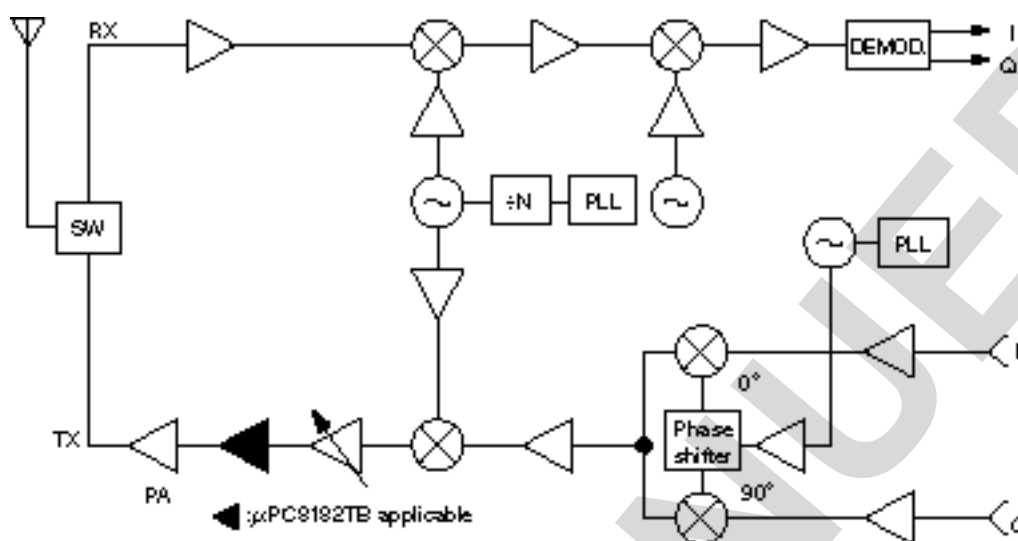 RX
DEMOD.
I
Q
÷N
PLL
SW
PLL
0°
TX
Phase
shifter
PA
90°
:μPC8182TB applicable